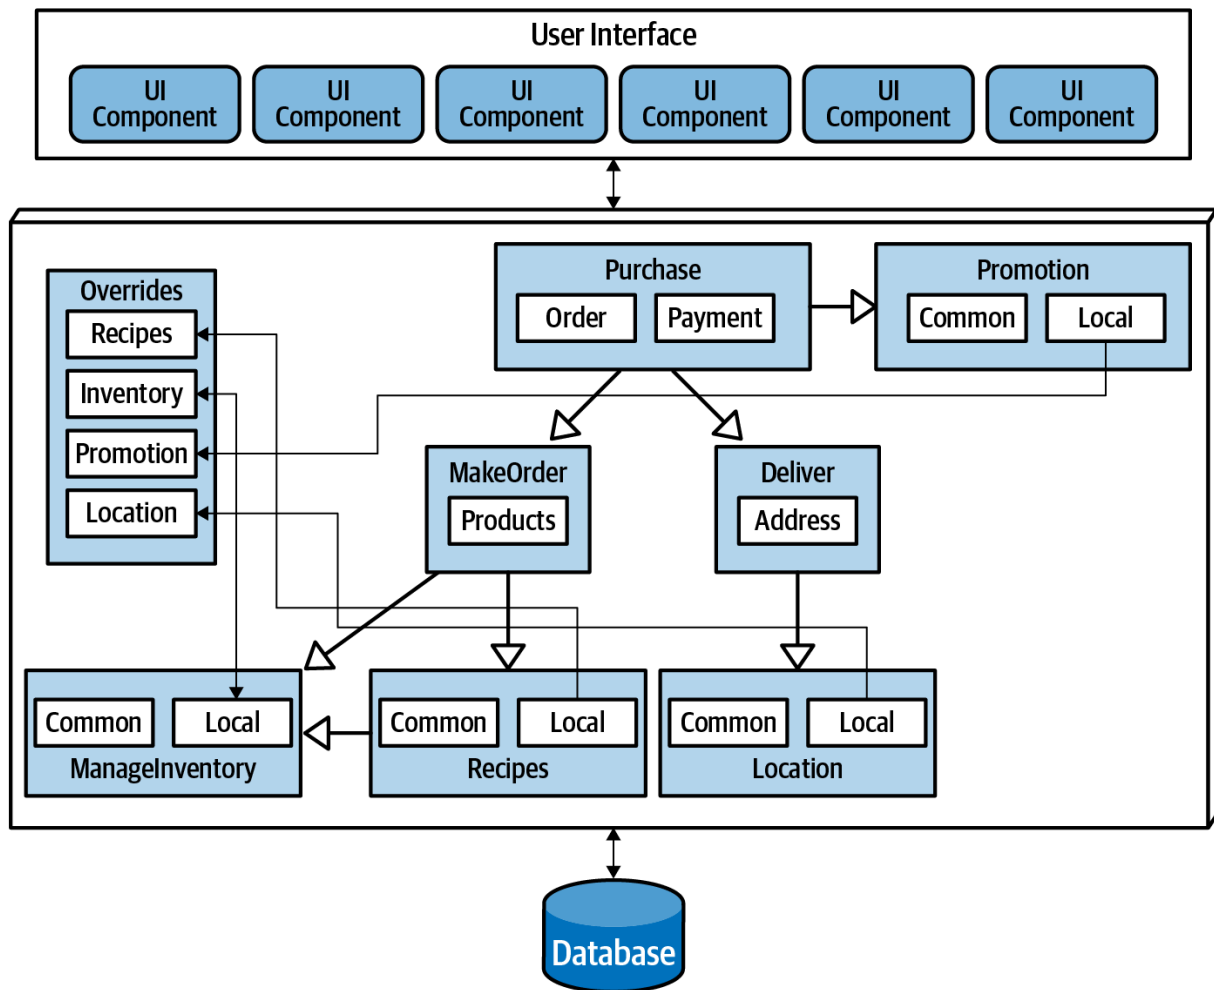 User Interface
UI
Component
UI
Component
UI
Component
UI
Component
UI
Component
UI
Component
Overrides
Recipes
Inventory
Promotion
Location
Purchase
Order
Payment
Promotion
Common
Local
MakeOrder
Products
Deliver
Address
Common
Local
ManageInventory
Common
Local
Recipes
Common
Local
Location
Database